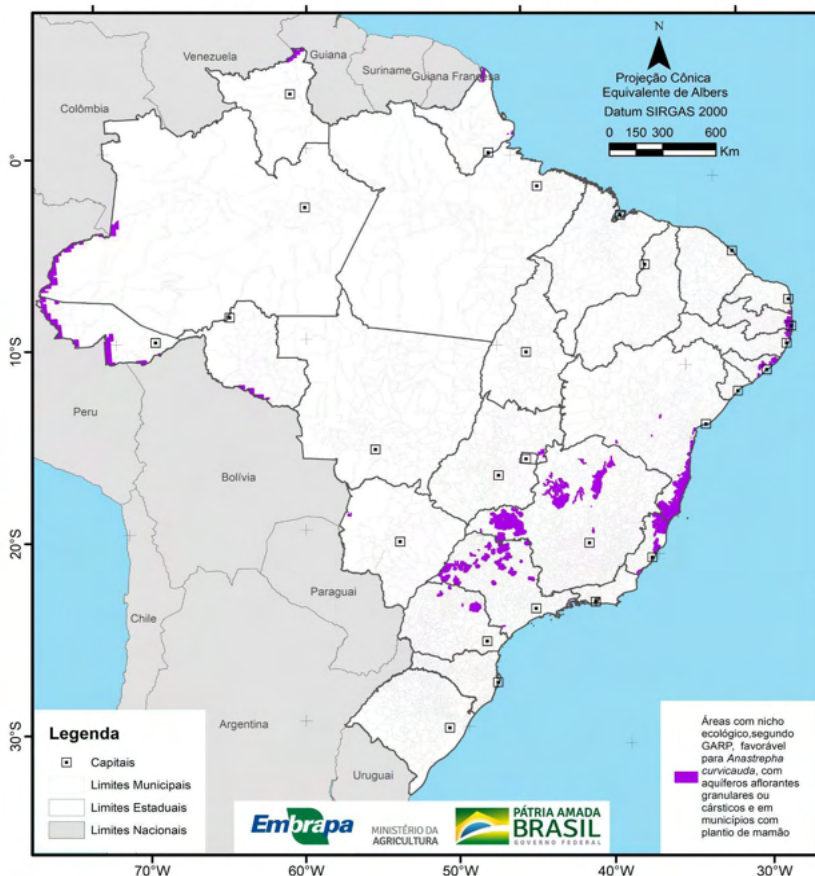 N
Projeção Cônica
Equivalente de Albers
Datum SIRGAS 2000
0 150 300 600
Km
Venezuela
Guiana
Suriname
Guiana Francesa
Colômbia
Peru
Bolívia
Paraguai
Chile
Argentina
Uruguai
0°
10°S
20°S
30°S
Legenda
Capitais
Limites Municipais
Limites Estaduais
Limites Nacionais
Embrapa
MINISTÉRIO DA
AGRICULTURA
PÁTRIA AMADA
BRASIL
GOVERNO FEDERAL
Áreas com nicho
ecológico,segundo
GARP, favorável
para Anastrepha
curvicauda, com
aquíferos aflorantes
granulares ou
cársticos e em
municípios com
plantio de mamão
70°W
60°W
50°W
40°W
30°W